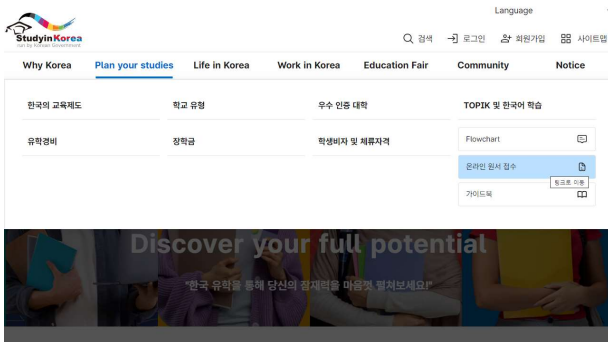 Language
StudyinKorea
run by Korean Government
검색
로그인
회원가입
사이트맵
Why Korea
Plan your studies
Life in Korea
Work in Korea
Education Fair
Community
Notice
한국의 교육제도
학교 유형
우수 인증 대학
TOPIK 및 한국어 학습
유학경비
장학금
학생비자 및 체류자격
Flowchart
온라인 원서 접수
링크로 이동
가이드북
Discover your full potential
"한국 유학을 통해 당신의 잠재력을 마음껏 펼쳐보세요!"